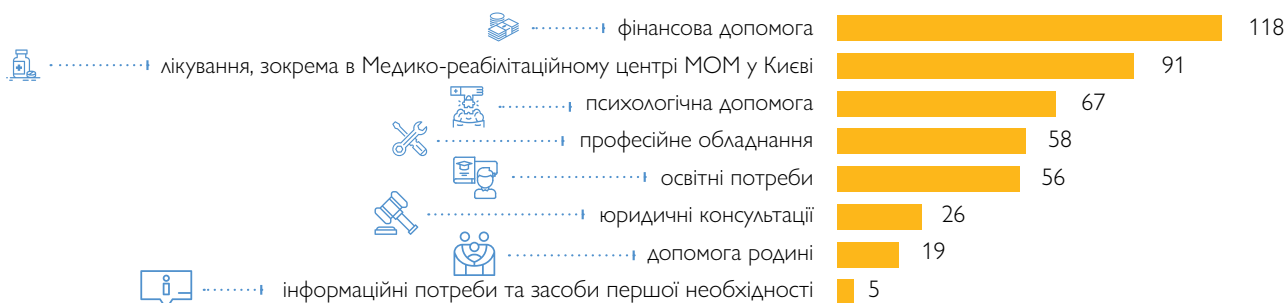 фінансова допомога 118
лікування, зокрема в Медико-реабілітаційному центрі МОМ у Києві 91
психологічна допомога 67
професійне обладнання 58
освітні потреби 56
юридичні консультації 26
допомога родині 19
інформаційні потреби та засоби першої необхідності 5